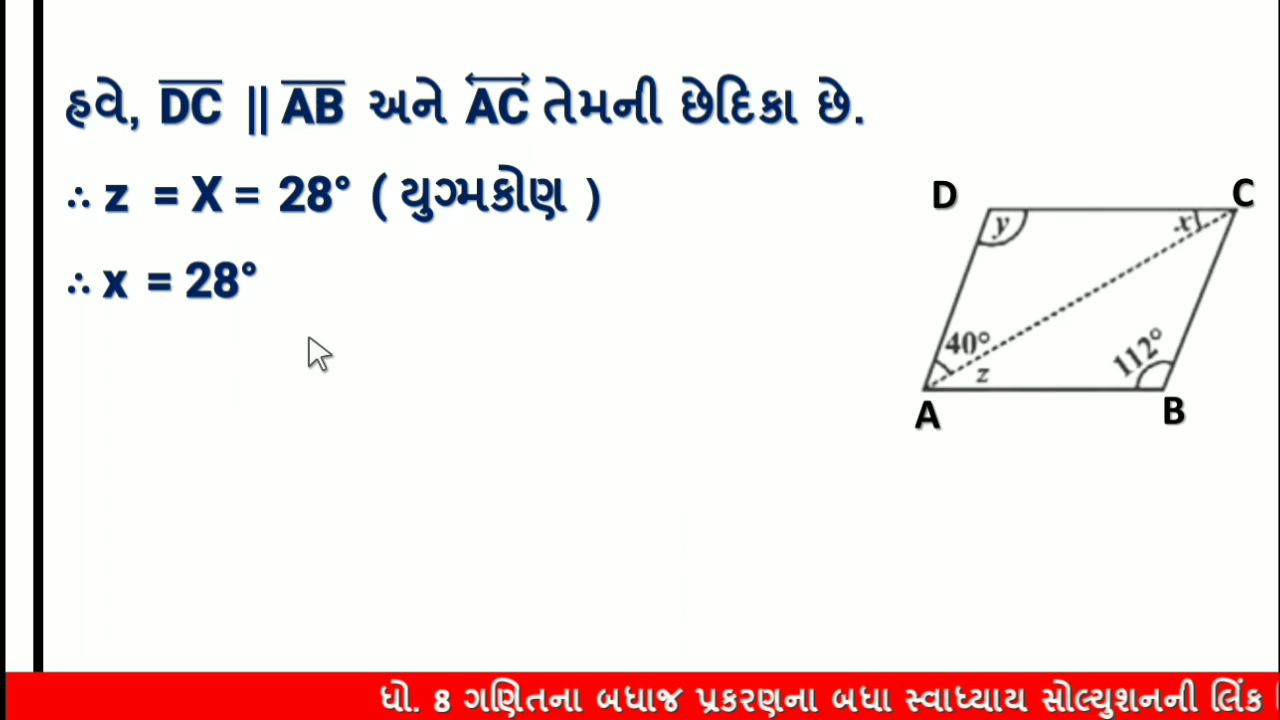 હવે, DC || AB અને AC તેમની છેદિકા છે.
∴ z = X = 28° ( યુગ્મકોણ )
∴ x = 28°
D
C
y
x
40°
z
112°
A
B
ધો. 8 ગણિતના બધાજ પ્રકરણના બધા સ્વાધ્યાય સોલ્યુશનની લિંક